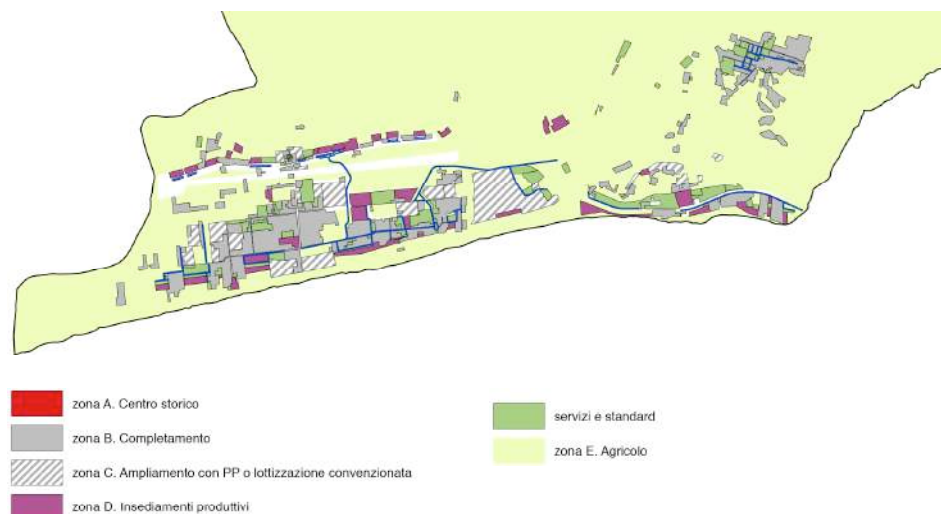 zona A. Centro storico
zona B. Completamento
zona C. Ampliamento con PP o lottizzazione convenzionata
zona D. Insediamenti produttivi
servizi e standard
zona E. Agricolo